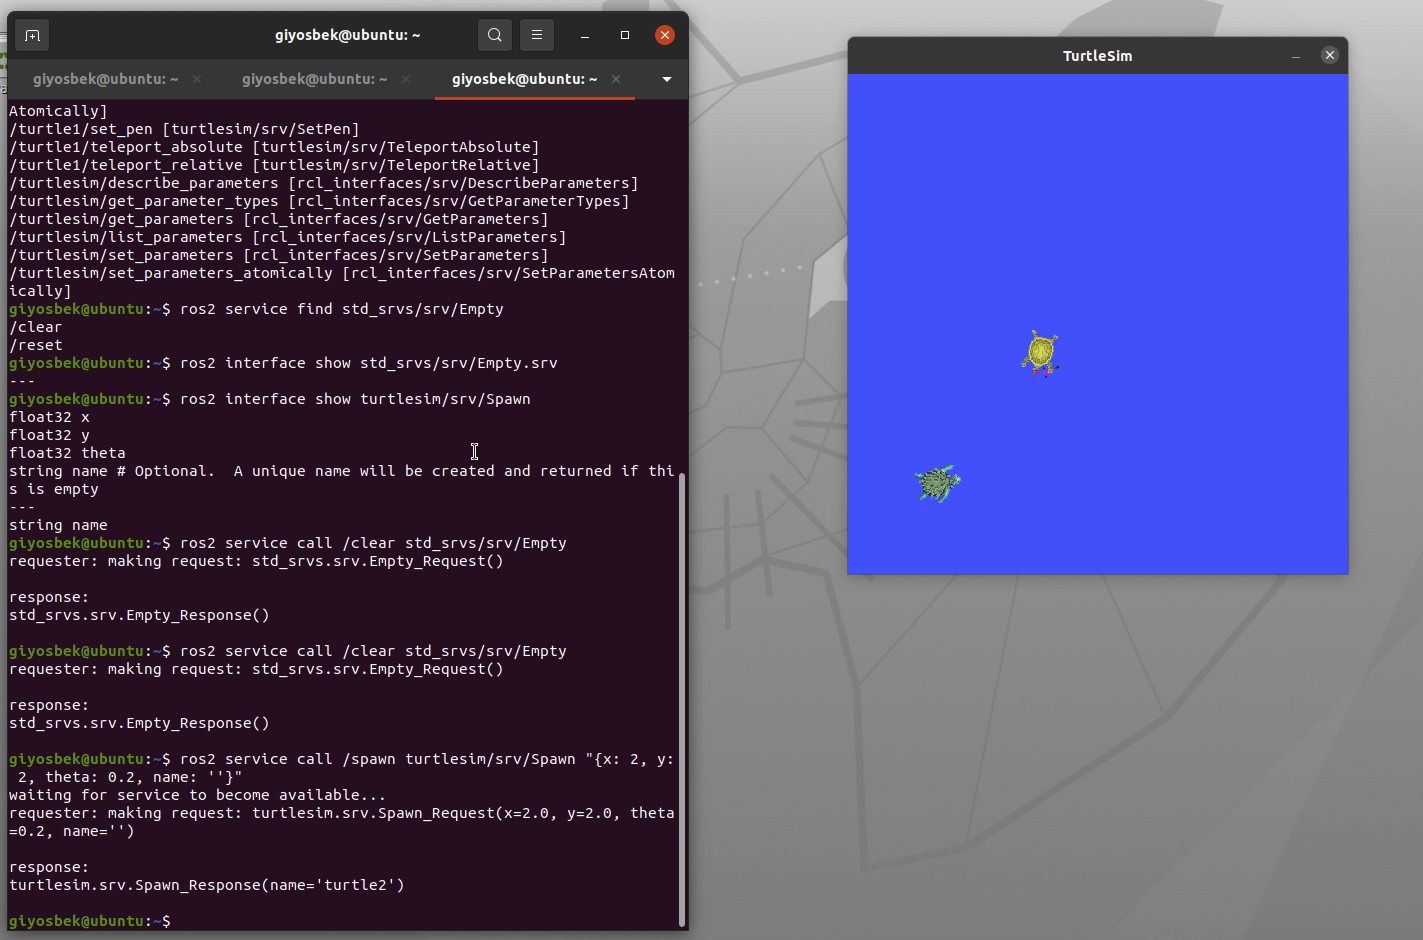 giyosbek@ubuntu: ~
giyosbek@ubuntu: ~
giyosbek@ubuntu: ~
giyosbek@ubuntu: ~
Atomically]
/turtle1/set_pen [turtlesim/srv/SetPen]
/turtle1/teleport_absolute [turtlesim/srv/TeleportAbsolute]
/turtle1/teleport_relative [turtlesim/srv/TeleportRelative]
/turtlesim/describe_parameters [rcl_interfaces/srv/DescribeParameters]
/turtlesim/get_parameter_types [rcl_interfaces/srv/GetParameterTypes]
/turtlesim/get_parameters [rcl_interfaces/srv/GetParameters]
/turtlesim/list_parameters [rcl_interfaces/srv/ListParameters]
/turtlesim/set_parameters [rcl_interfaces/srv/SetParameters]
/turtlesim/set_parameters_atomically [rcl_interfaces/srv/SetParametersAtom
ically]
giyosbek@ubuntu:~$ ros2 service find std_srvs/srv/Empty
/clear
/reset
giyosbek@ubuntu:~$ ros2 interface show std_srvs/srv/Empty.srv
---
giyosbek@ubuntu:~$ ros2 interface show turtlesim/srv/Spawn
float32 x
float32 y
float32 theta
string name # Optional.  A unique name will be created and returned if thi
s is empty
---
string name
giyosbek@ubuntu:~$ ros2 service call /clear std_srvs/srv/Empty
requester: making request: std_srvs.srv.Empty_Request()
response:
std_srvs.srv.Empty_Response()
giyosbek@ubuntu:~$ ros2 service call /clear std_srvs/srv/Empty
requester: making request: std_srvs.srv.Empty_Request()
response:
std_srvs.srv.Empty_Response()
giyosbek@ubuntu:~$ ros2 service call /spawn turtlesim/srv/Spawn "{x: 2, y:
 2, theta: 0.2, name: ''}"
waiting for service to become available...
requester: making request: turtlesim.srv.Spawn_Request(x=2.0, y=2.0, theta
=0.2, name='')
response:
turtlesim.srv.Spawn_Response(name='turtle2')
giyosbek@ubuntu:~$
TurtleSim